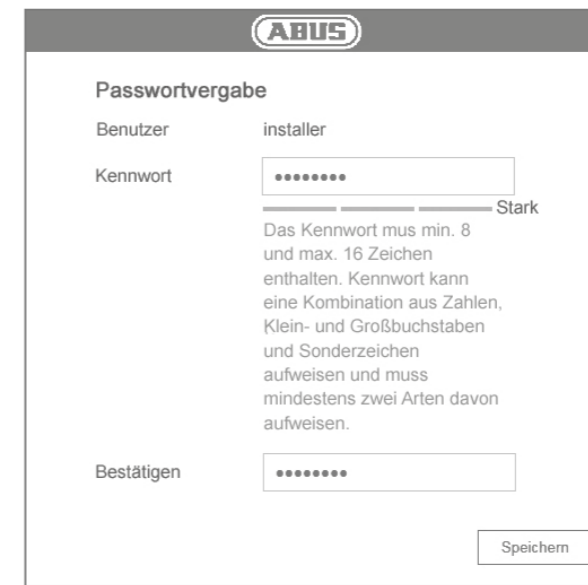 ABUS
Passwortvergabe
Benutzer installer
Kennwort ••••••••
Stark
Das Kennwort mus min. 8
und max. 16 Zeichen
enthalten. Kennwort kann
eine Kombination aus Zahlen,
Klein- und Großbuchstaben
und Sonderzeichen
aufweisen und muss
mindestens zwei Arten davon
aufweisen.
Bestätigen ••••••••
Speichern